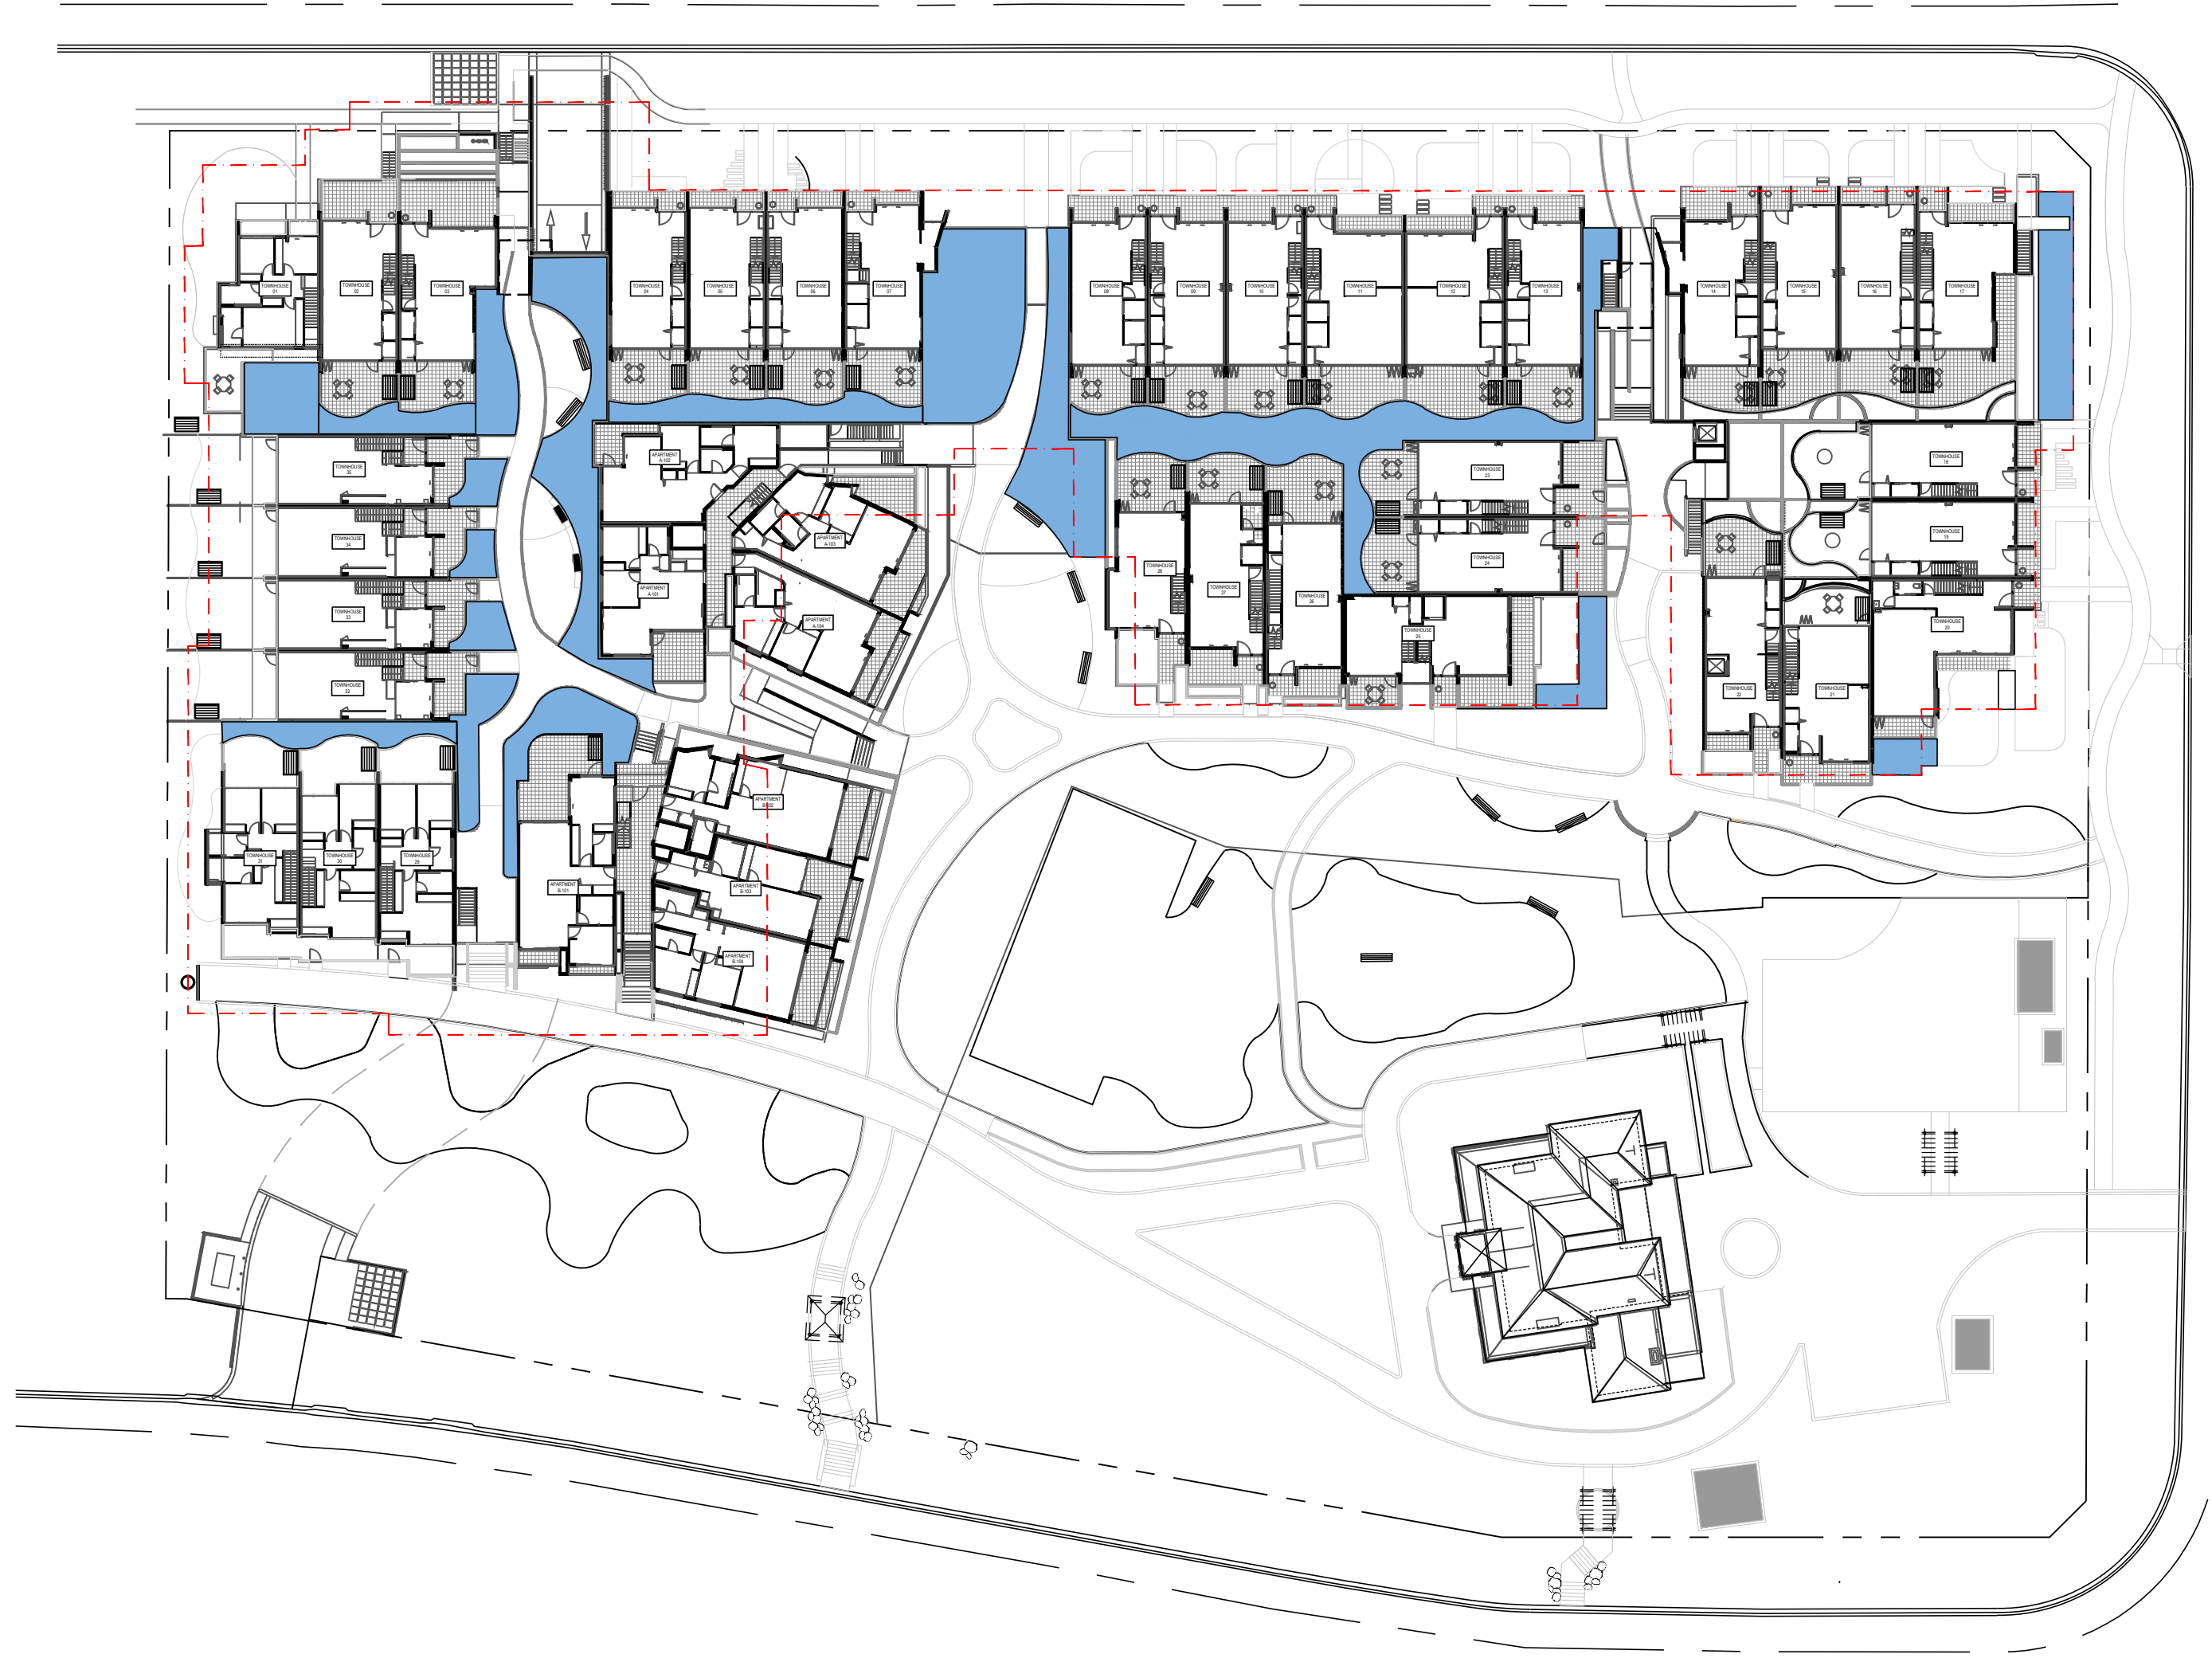 TOWNHOUSE
01
TOWNHOUSE
02
TOWNHOUSE
03
TOWNHOUSE
04
TOWNHOUSE
05
TOWNHOUSE
06
TOWNHOUSE
07
TOWNHOUSE
08
TOWNHOUSE
09
TOWNHOUSE
10
TOWNHOUSE
11
TOWNHOUSE
12
TOWNHOUSE
13
TOWNHOUSE
14
TOWNHOUSE
15
TOWNHOUSE
16
TOWNHOUSE
17
TOWNHOUSE
35
APARTMENT
A-102
TOWNHOUSE
23
TOWNHOUSE
18
TOWNHOUSE
34
APARTMENT
A-103
TOWNHOUSE
19
TOWNHOUSE
28
TOWNHOUSE
24
APARTMENT
A-101
TOWNHOUSE
27
TOWNHOUSE
26
TOWNHOUSE
33
APARTMENT
A-104
TOWNHOUSE
25
TOWNHOUSE
20
TOWNHOUSE
32
TOWNHOUSE
22
TOWNHOUSE
21
APARTMENT
B-102
TOWNHOUSE
31
TOWNHOUSE
30
TOWNHOUSE
29
APARTMENT
B-101
APARTMENT
B-103
APARTMENT
B-104